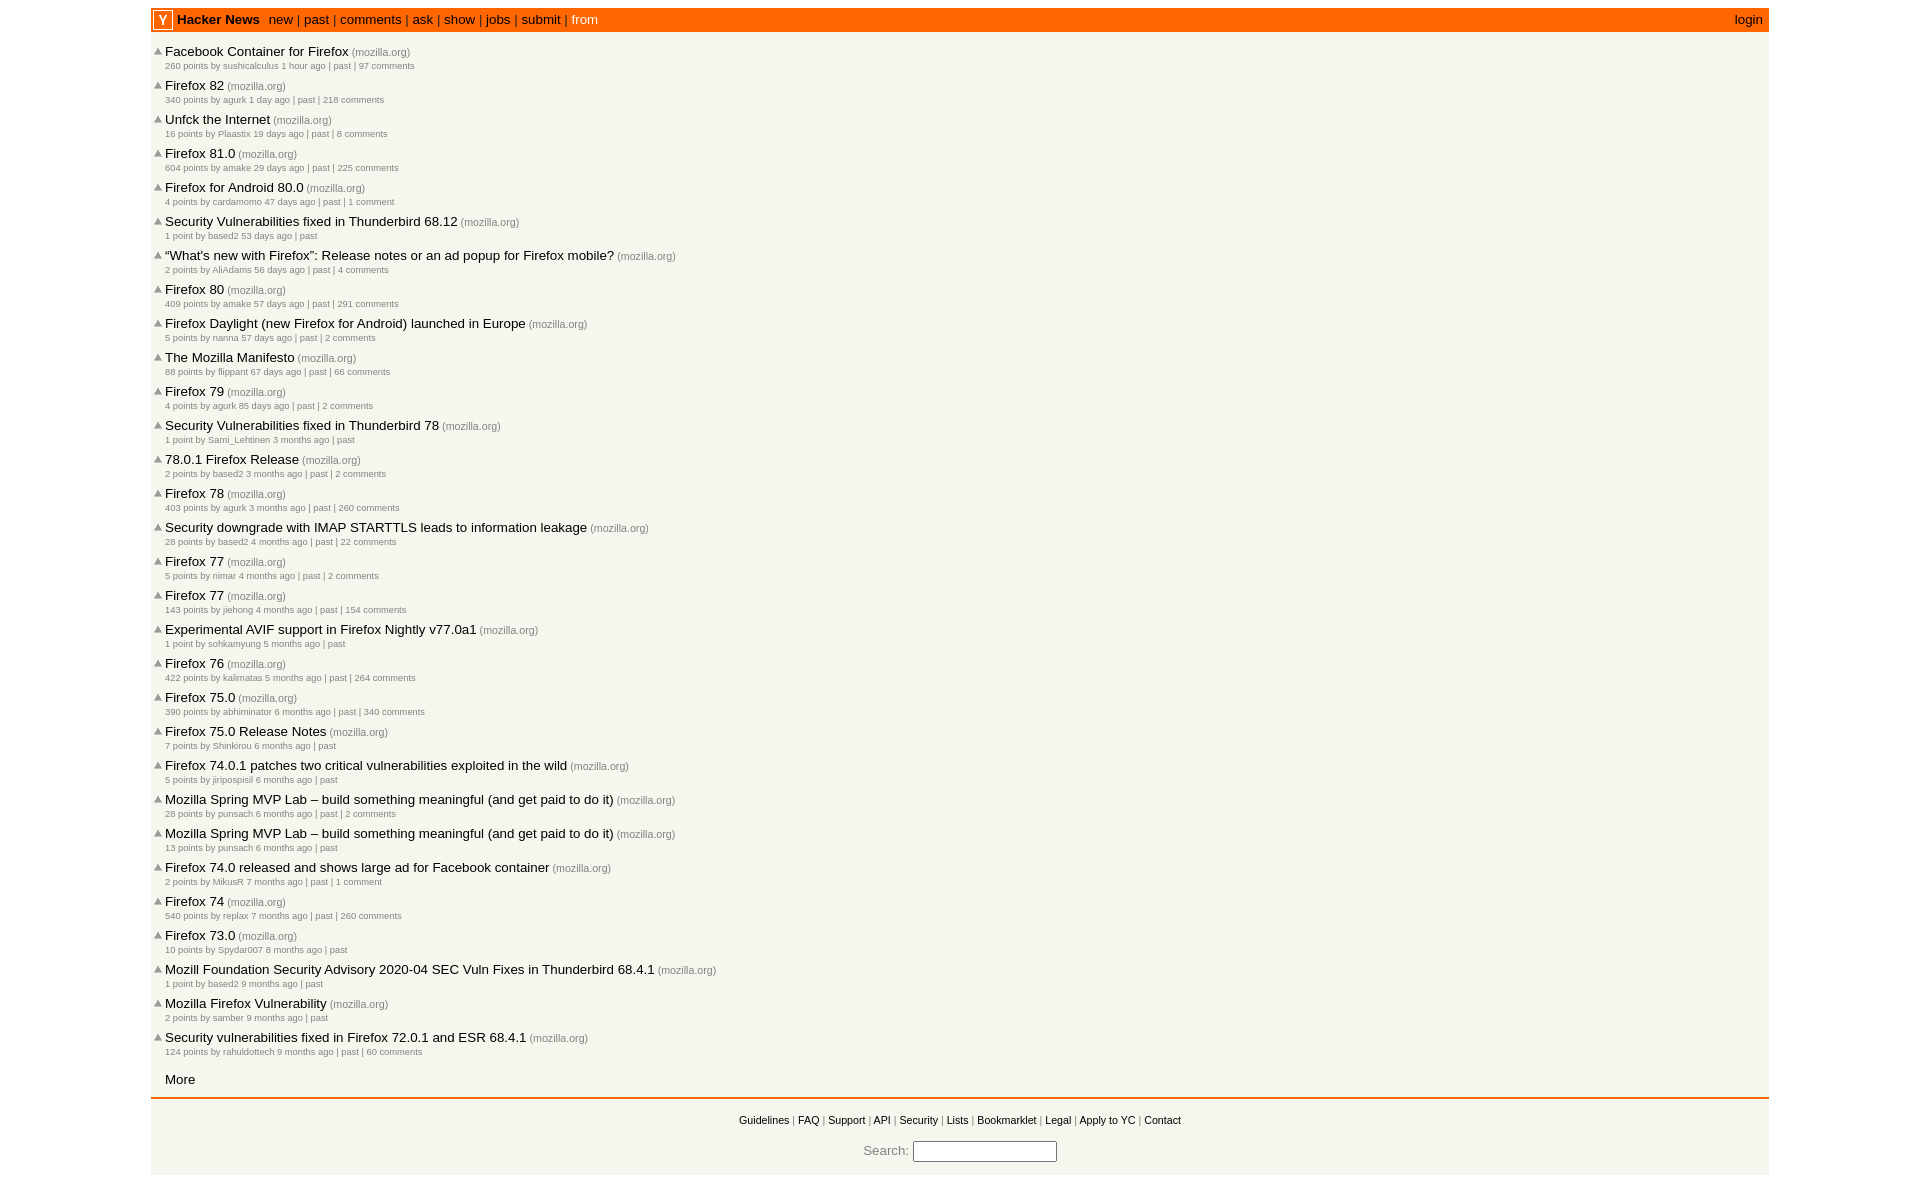 Y Hacker News new | past | comments | ask | show | jobs | submit | from login
Facebook Container for Firefox (mozilla.org)
260 points by sushicalculus 1 hour ago | past | 97 comments
Firefox 82 (mozilla.org)
340 points by agurk 1 day ago | past | 218 comments
Unfck the Internet (mozilla.org)
16 points by Plaastix 19 days ago | past | 8 comments
Firefox 81.0 (mozilla.org)
604 points by amake 29 days ago | past | 225 comments
Firefox for Android 80.0 (mozilla.org)
4 points by cardamomo 47 days ago | past | 1 comment
Security Vulnerabilities fixed in Thunderbird 68.12 (mozilla.org)
1 point by based2 53 days ago | past
“What's new with Firefox”: Release notes or an ad popup for Firefox mobile? (mozilla.org)
2 points by AliAdams 56 days ago | past | 4 comments
Firefox 80 (mozilla.org)
409 points by amake 57 days ago | past | 291 comments
Firefox Daylight (new Firefox for Android) launched in Europe (mozilla.org)
5 points by nanna 57 days ago | past | 2 comments
The Mozilla Manifesto (mozilla.org)
88 points by flippant 67 days ago | past | 66 comments
Firefox 79 (mozilla.org)
4 points by agurk 85 days ago | past | 2 comments
Security Vulnerabilities fixed in Thunderbird 78 (mozilla.org)
1 point by Sami_Lehtinen 3 months ago | past
78.0.1 Firefox Release (mozilla.org)
2 points by based2 3 months ago | past | 2 comments
Firefox 78 (mozilla.org)
403 points by agurk 3 months ago | past | 260 comments
Security downgrade with IMAP STARTTLS leads to information leakage (mozilla.org)
28 points by based2 4 months ago | past | 22 comments
Firefox 77 (mozilla.org)
5 points by nimar 4 months ago | past | 2 comments
Firefox 77 (mozilla.org)
143 points by jiehong 4 months ago | past | 154 comments
Experimental AVIF support in Firefox Nightly v77.0a1 (mozilla.org)
1 point by sohkamyung 5 months ago | past
Firefox 76 (mozilla.org)
422 points by kalimatas 5 months ago | past | 264 comments
Firefox 75.0 (mozilla.org)
390 points by abhiminator 6 months ago | past | 340 comments
Firefox 75.0 Release Notes (mozilla.org)
7 points by Shinkirou 6 months ago | past
Firefox 74.0.1 patches two critical vulnerabilities exploited in the wild (mozilla.org)
5 points by jiripospisil 6 months ago | past
Mozilla Spring MVP Lab – build something meaningful (and get paid to do it) (mozilla.org)
28 points by punsach 6 months ago | past | 2 comments
Mozilla Spring MVP Lab – build something meaningful (and get paid to do it) (mozilla.org)
13 points by punsach 6 months ago | past
Firefox 74.0 released and shows large ad for Facebook container (mozilla.org)
2 points by MikusR 7 months ago | past | 1 comment
Firefox 74 (mozilla.org)
540 points by replax 7 months ago | past | 260 comments
Firefox 73.0 (mozilla.org)
10 points by Spydar007 8 months ago | past
Mozill Foundation Security Advisory 2020-04 SEC Vuln Fixes in Thunderbird 68.4.1 (mozilla.org)
1 point by based2 9 months ago | past
Mozilla Firefox Vulnerability (mozilla.org)
2 points by samber 9 months ago | past
Security vulnerabilities fixed in Firefox 72.0.1 and ESR 68.4.1 (mozilla.org)
124 points by rahuldottech 9 months ago | past | 60 comments
More
Guidelines | FAQ | Support | API | Security | Lists | Bookmarklet | Legal | Apply to YC | Contact
Search: